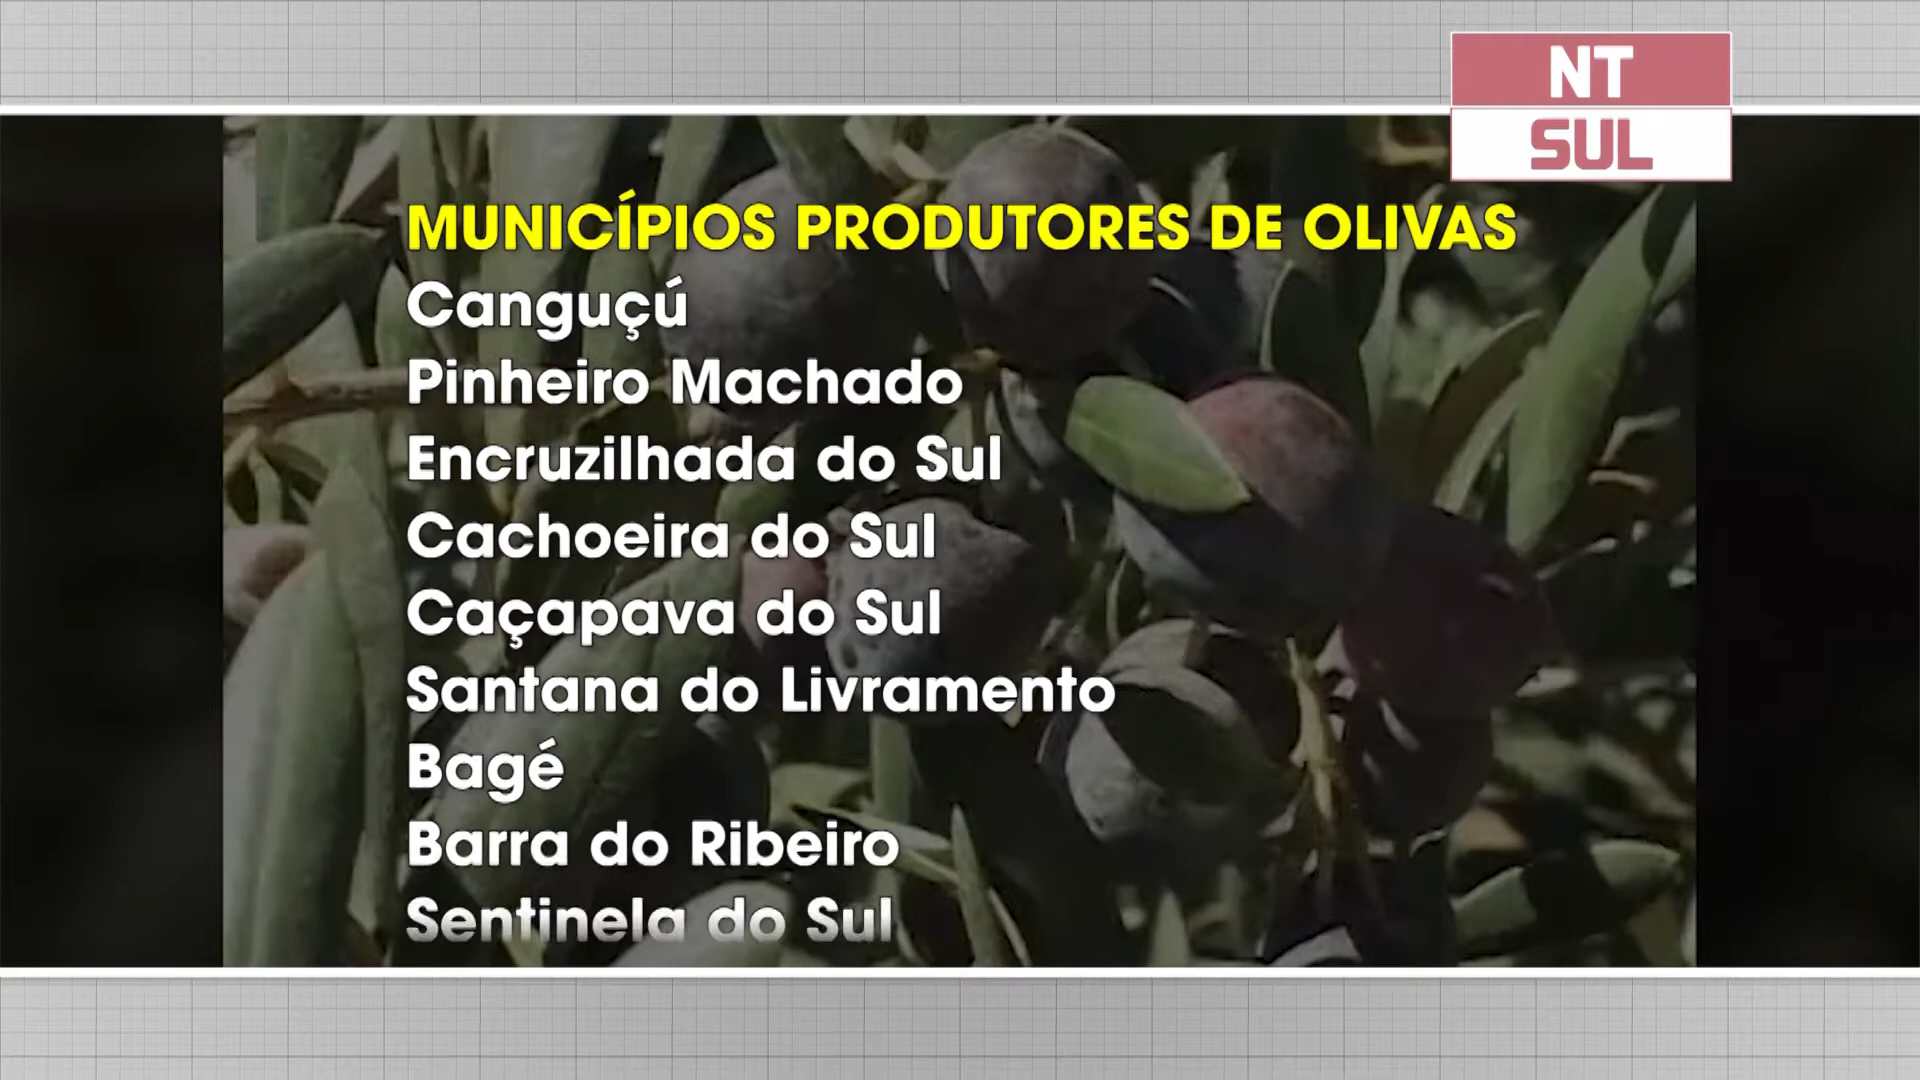 NT
SUL
MUNICÍPIOS PRODUTORES DE OLIVAS
Canguçú
Pinheiro Machado
Encruzilhada do Sul
Cachoeira do Sul
Caçapava do Sul
Santana do Livramento
Bagé
Barra do Ribeiro
Sentinela do Sul